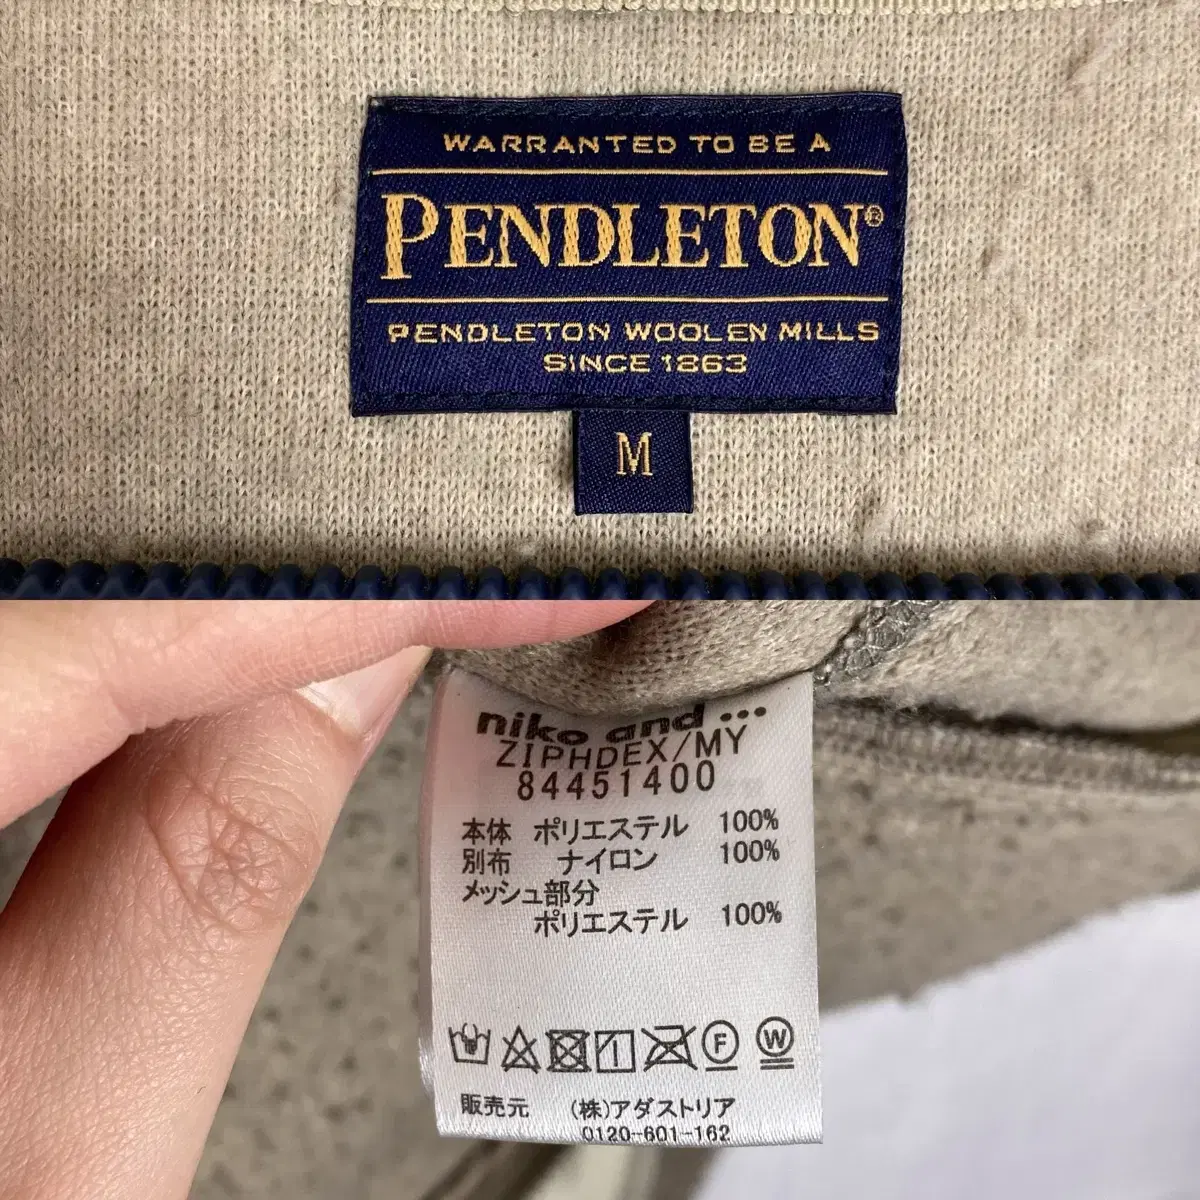 WARRANTED TO BE A
PENDLETON®
PENDLETON WOOLEN MILLS
SINCE 1863
M
niko and ...
ZIPHDEX/MY
84451400
本体 ポリエステル 100%
別布 ナイロン 100%
メッシュ部分
ポリエステル 100%
F W
販売元 (株)アダストリア
0120-601-162